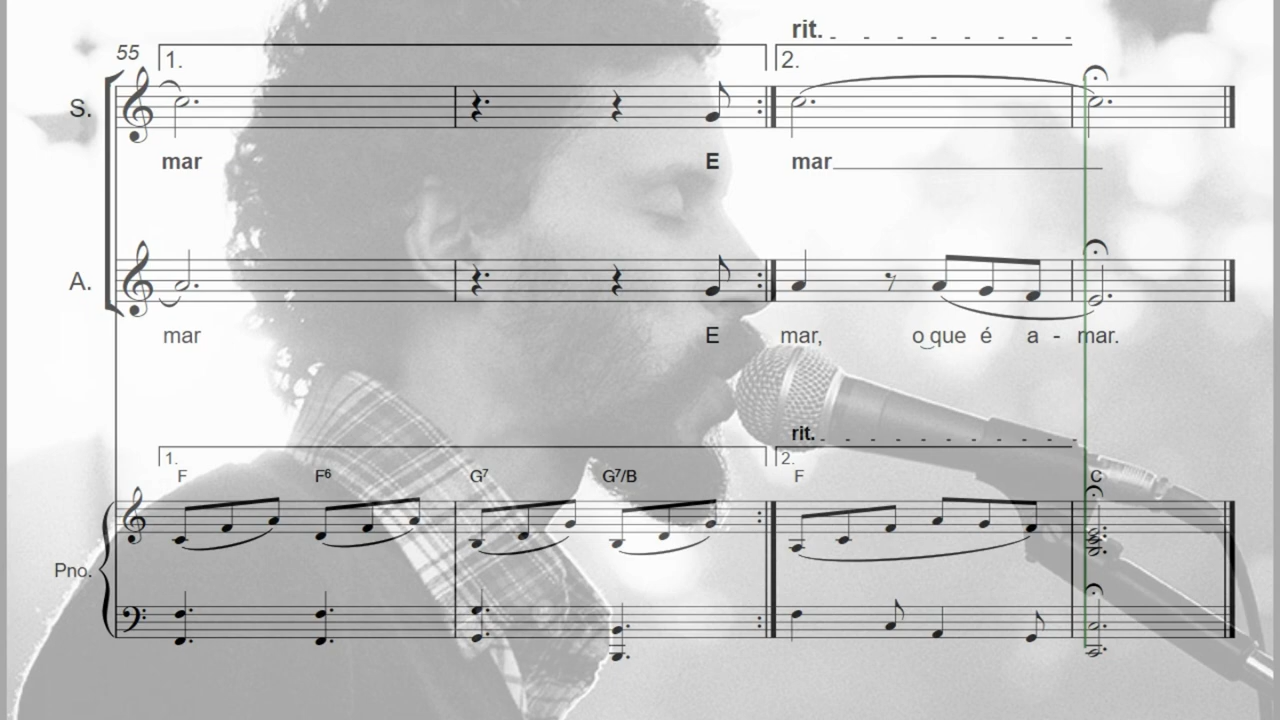 rit.
55
1.
2.
S.
mar E mar
A.
mar E mar, o que é a - mar.
rit.
1.
2.
F F6 G7 G7/B F C
Pno.